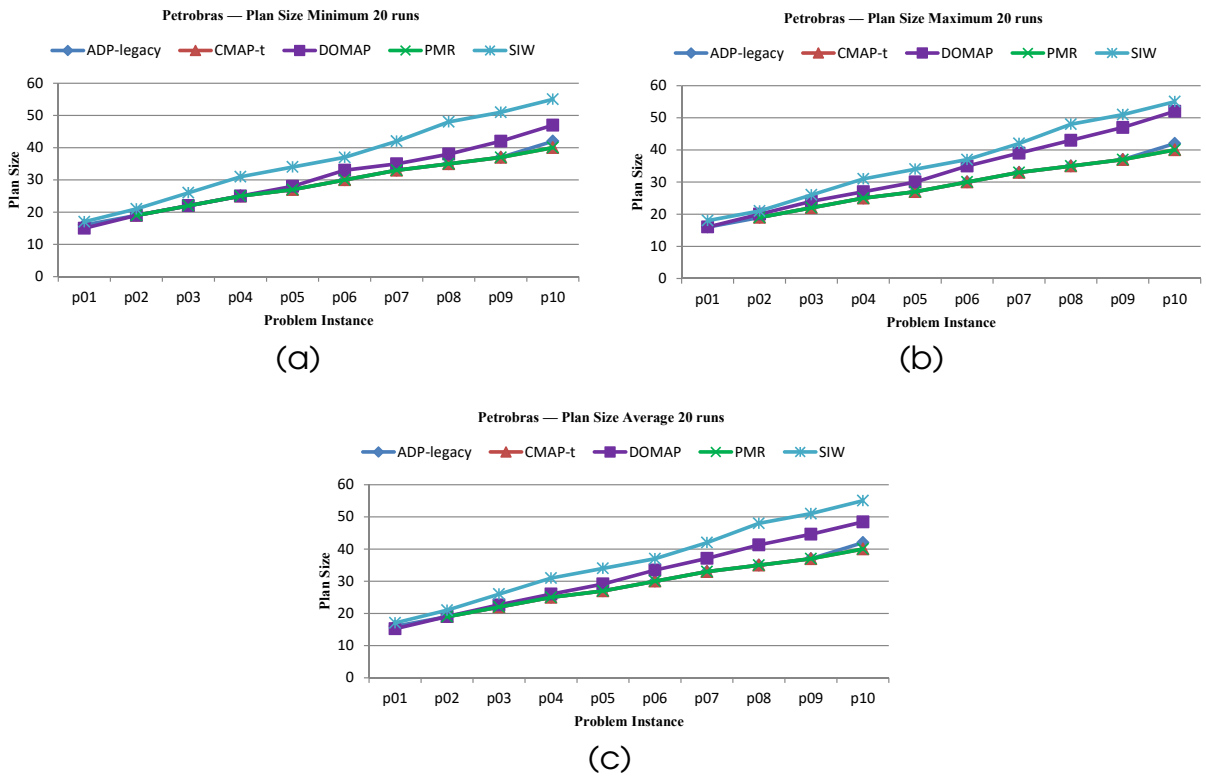 Petrobras — Plan Size Minimum 20 runs
ADP-legacy CMAP-t DOMAP PMR SIW
Plan Size
60
50
40
30
20
10
0
p01 p02 p03 p04 p05 p06 p07 p08 p09 p10
Problem Instance
(a)
Petrobras — Plan Size Maximum 20 runs
ADP-legacy CMAP-t DOMAP PMR SIW
Plan Size
60
50
40
30
20
10
0
p01 p02 p03 p04 p05 p06 p07 p08 p09 p10
Problem Instance
(b)
Petrobras — Plan Size Average 20 runs
ADP-legacy CMAP-t DOMAP PMR SIW
Plan Size
60
50
40
30
20
10
0
p01 p02 p03 p04 p05 p06 p07 p08 p09 p10
Problem Instance
(c)